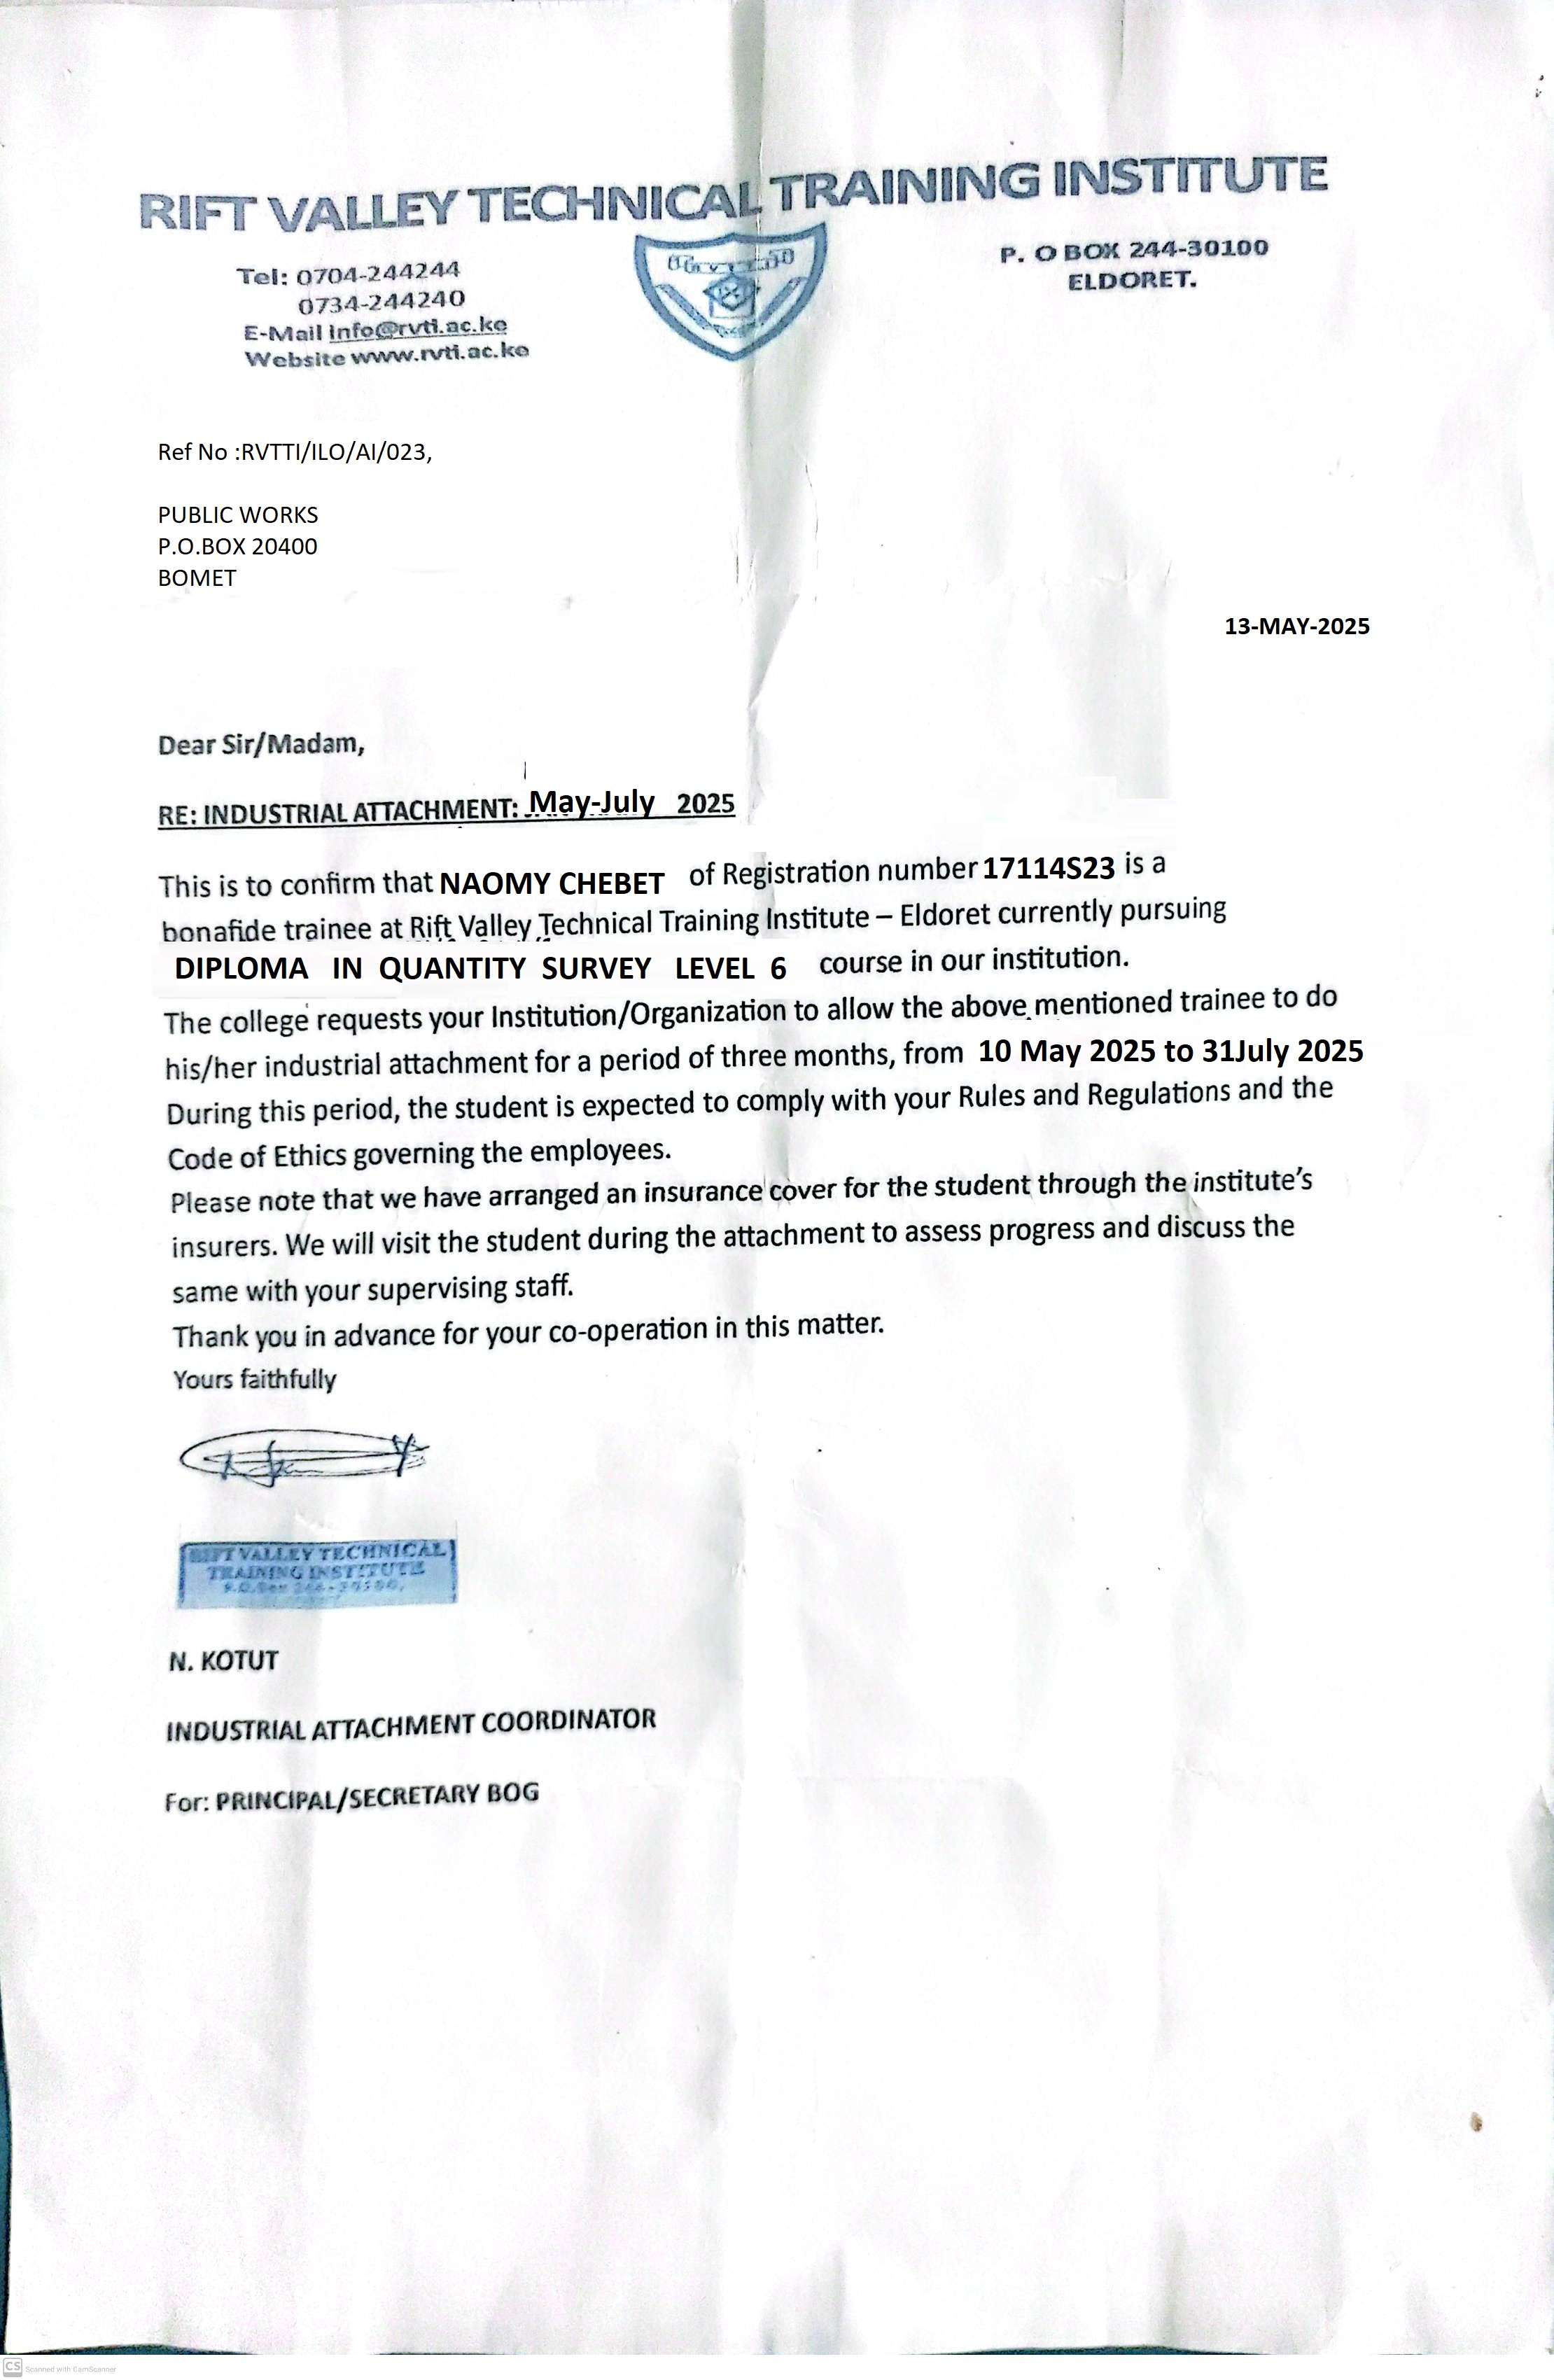 RIFT VALLEY TECHNICAL TRAINING INSTITUTE
Tel: 0704-244244
0734-244240
E-Mail info@rvti.ac.ke
Website www.rvti.ac.ke
P. O BOX 244-30100
ELDORET.
Ref No :RVTTI/ILO/AI/023,
PUBLIC WORKS
P.O.BOX 20400
BOMET
13-MAY-2025
Dear Sir/Madam,
RE: INDUSTRIAL ATTACHMENT: May-July 2025
This is to confirm that NAOMY CHEBET of Registration number 17114S23 is a
bonafide trainee at Rift Valley Technical Training Institute – Eldoret currently pursuing
DIPLOMA IN QUANTITY SURVEY LEVEL 6 course in our institution.
The college requests your Institution/Organization to allow the above mentioned trainee to do
his/her industrial attachment for a period of three months, from 10 May 2025 to 31July 2025
During this period, the student is expected to comply with your Rules and Regulations and the
Code of Ethics governing the employees.
Please note that we have arranged an insurance cover for the student through the institute's
insurers. We will visit the student during the attachment to assess progress and discuss the
same with your supervising staff.
Thank you in advance for your co-operation in this matter.
Yours faithfully
RIFT VALLEY TECHNICAL
TRAINING INSTITUTE
P.O.Box 244-30100,
N. KOTUT
INDUSTRIAL ATTACHMENT COORDINATOR
For: PRINCIPAL/SECRETARY BOG
CS Scanned with CamScanner